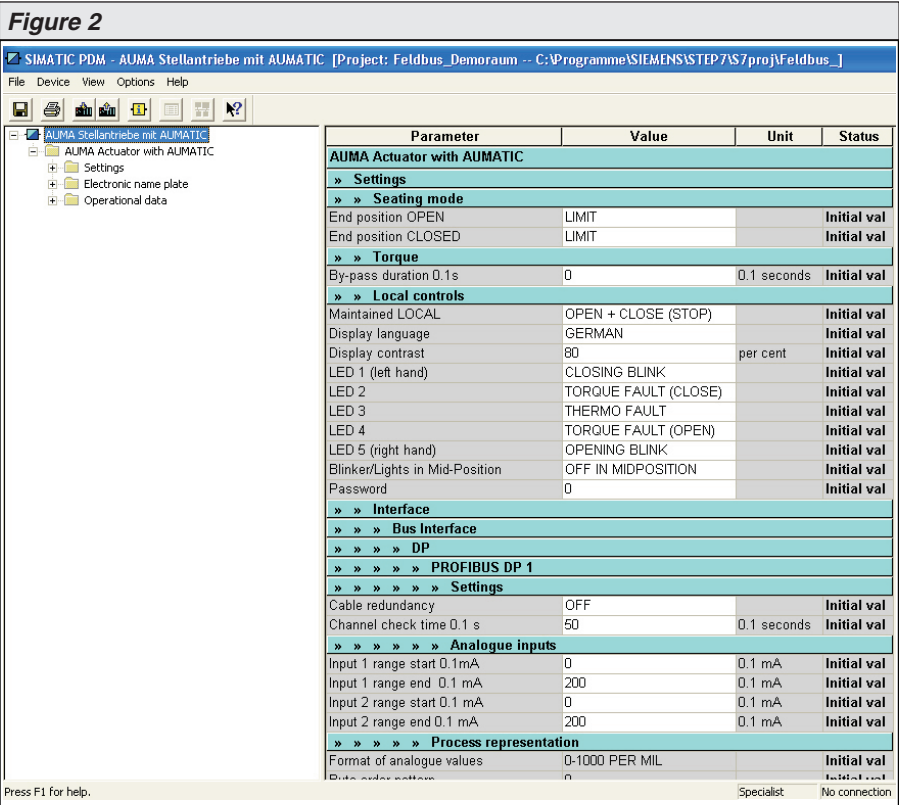 Figure 2
SIMATIC PDM - AUMA Stellantriebe mit AUMATIC [Project: Feldbus_Demoraum -- C:\Programme\SIEMENS\STEP7\S7proj\Feldbus_]
File Device View Options Help
AUMA Stellantriebe mit AUMATIC
AUMA Actuator with AUMATIC
Settings
Electronic name plate
Operational data
Parameter Value Unit Status
AUMA Actuator with AUMATIC
» Settings
» » Seating mode
End position OPEN LIMIT Initial val
End position CLOSED LIMIT Initial val
» » Torque
By-pass duration 0.1s 0 0.1 seconds Initial val
» » Local controls
Maintained LOCAL OPEN + CLOSE (STOP) Initial val
Display language GERMAN Initial val
Display contrast 80 per cent Initial val
LED 1 (left hand) CLOSING BLINK Initial val
LED 2 TORQUE FAULT (CLOSE) Initial val
LED 3 THERMO FAULT Initial val
LED 4 TORQUE FAULT (OPEN) Initial val
LED 5 (right hand) OPENING BLINK Initial val
Blinker/Lights in Mid-Position OFF IN MIDPOSITION Initial val
Password 0 Initial val
» » Interface
» » » Bus Interface
» » » » DP
» » » » » PROFIBUS DP 1
» » » » » » Settings
Cable redundancy OFF Initial val
Channel check time 0.1 s 50 0.1 seconds Initial val
» » » » » » Analogue inputs
Input 1 range start 0.1mA 0 0.1 mA Initial val
Input 1 range end 0.1 mA 200 0.1 mA Initial val
Input 2 range start 0.1 mA 0 0.1 mA Initial val
Input 2 range end 0.1 mA 200 0.1 mA Initial val
» » » » » Process representation
Format of analogue values 0-1000 PER MIL Initial val
Press F1 for help. Specialist No connection